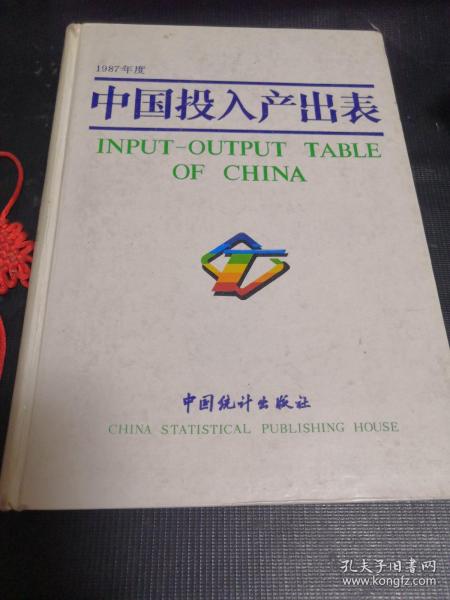 1987年度
中国投入产出表
INPUT-OUTPUT TABLE
OF CHINA
中国统计出版社
CHINA STATISTICAL PUBLISHING HOUSE
孔夫子旧书网
www.kongfz.com